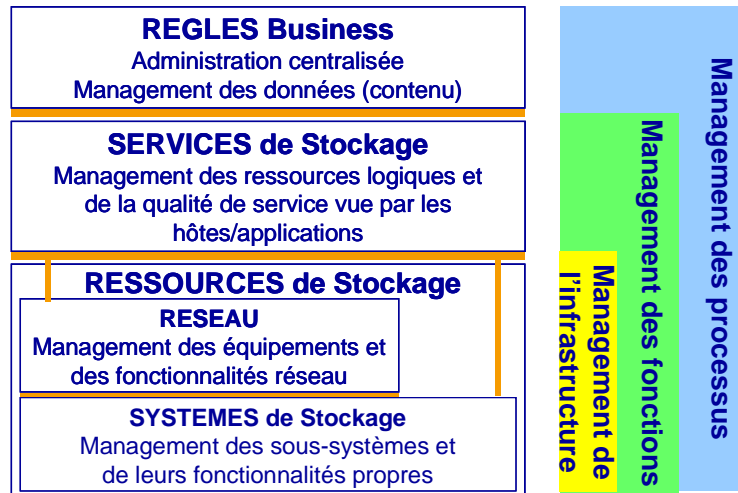 REGLES Business
Administration centralisée
Management des données (contenu)
SERVICES de Stockage
Management des ressources logiques et
de la qualité de service vue par les
hôtes/applications
RESSOURCES de Stockage
RESEAU
Management des équipements et
des fonctionnalités réseau
SYSTEMES de Stockage
Management des sous-systèmes et
de leurs fonctionnalités propres
Management de
l'infrastructure
Management des fonctions
Management des processus